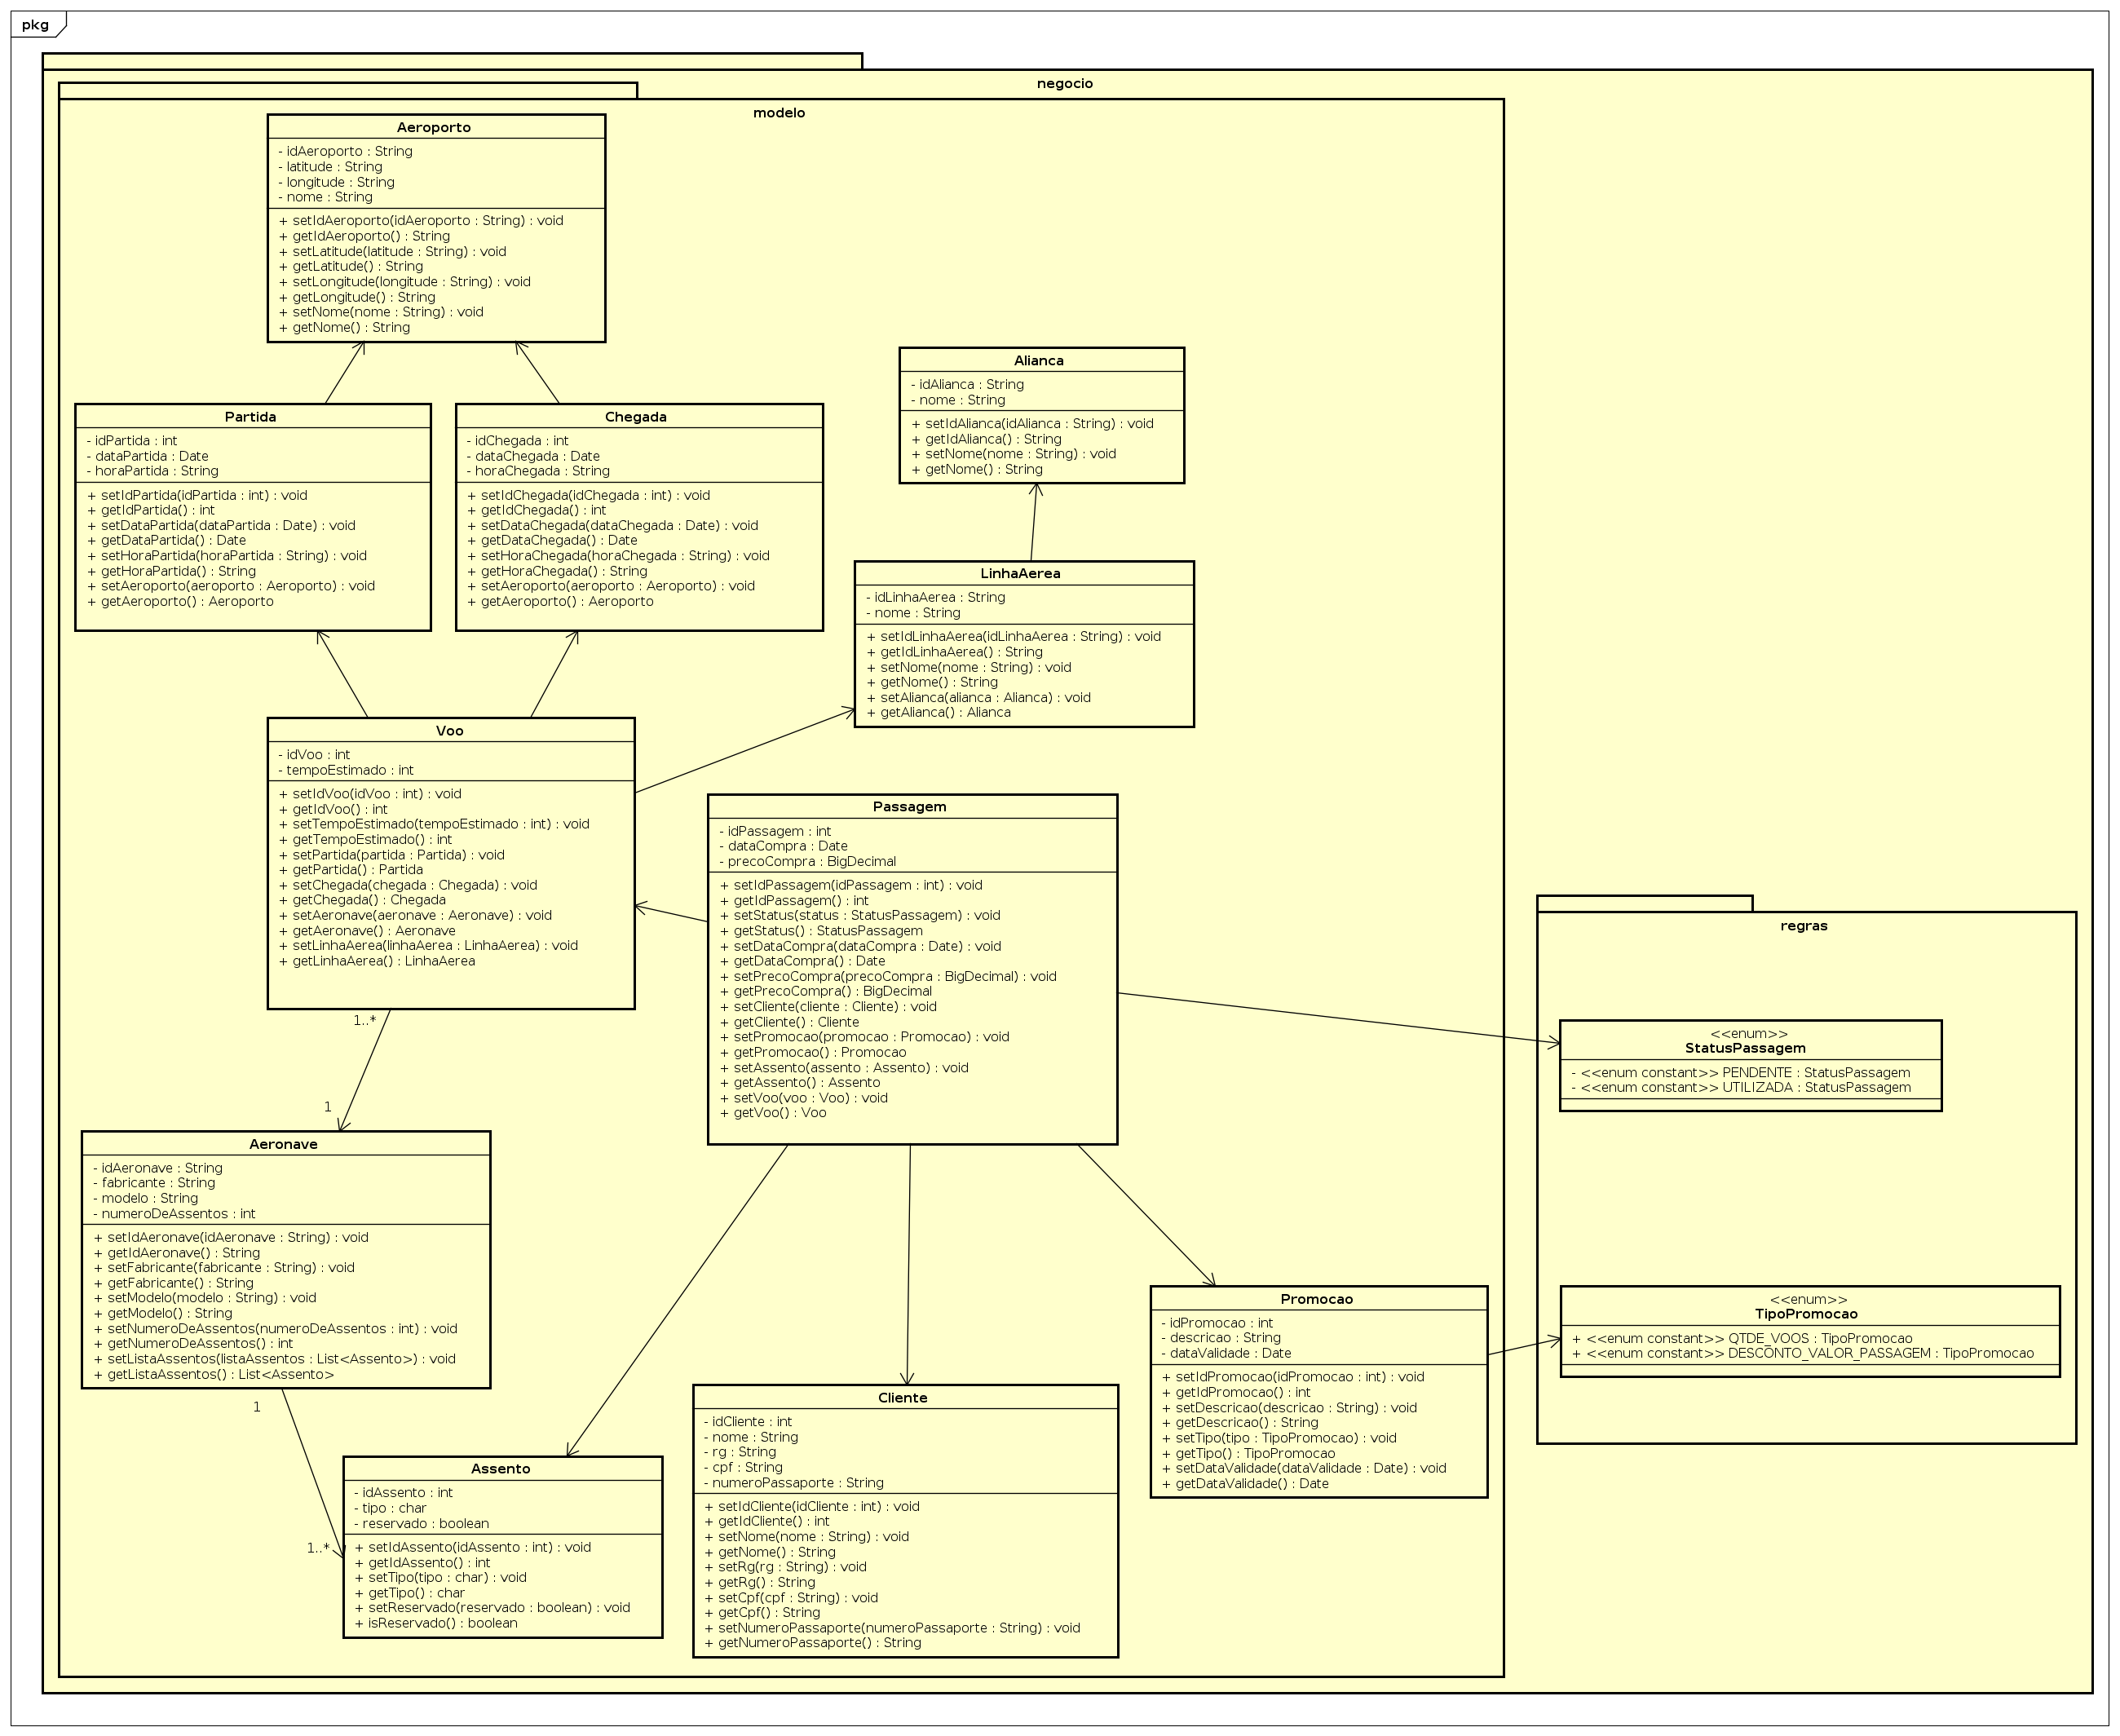 pkg
negocio
modelo
Aeroporto
- idAeroporto : String
- latitude : String
- longitude : String
- nome : String
+ setIdAeroporto(idAeroporto : String) : void
+ getIdAeroporto() : String
+ setLatitude(latitude : String) : void
+ getLatitude() : String
+ setLongitude(longitude : String) : void
+ getLongitude() : String
+ setNome(nome : String) : void
+ getNome() : String
Alianca
- idAlianca : String
- nome : String
+ setIdAlianca(idAlianca : String) : void
+ getIdAlianca() : String
+ setNome(nome : String) : void
+ getNome() : String
Partida
- idPartida : int
- dataPartida : Date
- horaPartida : String
+ setIdPartida(idPartida : int) : void
+ getIdPartida() : int
+ setDataPartida(dataPartida : Date) : void
+ getDataPartida() : Date
+ setHoraPartida(horaPartida : String) : void
+ getHoraPartida() : String
+ setAeroporto(aeroporto : Aeroporto) : void
+ getAeroporto() : Aeroporto
Chegada
- idChegada : int
- dataChegada : Date
- horaChegada : String
+ setIdChegada(idChegada : int) : void
+ getIdChegada() : int
+ setDataChegada(dataChegada : Date) : void
+ getDataChegada() : Date
+ setHoraChegada(horaChegada : String) : void
+ getHoraChegada() : String
+ setAeroporto(aeroporto : Aeroporto) : void
+ getAeroporto() : Aeroporto
LinhaAerea
- idLinhaAerea : String
- nome : String
+ setIdLinhaAerea(idLinhaAerea : String) : void
+ getIdLinhaAerea() : String
+ setNome(nome : String) : void
+ getNome() : String
+ setAlianca(alianca : Alianca) : void
+ getAlianca() : Alianca
Voo
- idVoo : int
- tempoEstimado : int
+ setIdVoo(idVoo : int) : void
+ getIdVoo() : int
+ setTempoEstimado(tempoEstimado : int) : void
+ getTempoEstimado() : int
+ setPartida(partida : Partida) : void
+ getPartida() : Partida
+ setChegada(chegada : Chegada) : void
+ getChegada() : Chegada
+ setAeronave(aeronave : Aeronave) : void
+ getAeronave() : Aeronave
+ setLinhaAerea(linhaAerea : LinhaAerea) : void
+ getLinhaAerea() : LinhaAerea
1..*
1
Passagem
- idPassagem : int
- dataCompra : Date
- precoCompra : BigDecimal
+ setIdPassagem(idPassagem : int) : void
+ getIdPassagem() : int
+ setStatus(status : StatusPassagem) : void
+ getStatus() : StatusPassagem
+ setDataCompra(dataCompra : Date) : void
+ getDataCompra() : Date
+ setPrecoCompra(precoCompra : BigDecimal) : void
+ getPrecoCompra() : BigDecimal
+ setCliente(cliente : Cliente) : void
+ getCliente() : Cliente
+ setPromocao(promocao : Promocao) : void
+ getPromocao() : Promocao
+ setAssento(assento : Assento) : void
+ getAssento() : Assento
+ setVoo(voo : Voo) : void
+ getVoo() : Voo
regras
<<enum>>
StatusPassagem
- <<enum constant>> PENDENTE : StatusPassagem
- <<enum constant>> UTILIZADA : StatusPassagem
Aeronave
- idAeronave : String
- fabricante : String
- modelo : String
- numeroDeAssentos : int
+ setIdAeronave(idAeronave : String) : void
+ getIdAeronave() : String
+ setFabricante(fabricante : String) : void
+ getFabricante() : String
+ setModelo(modelo : String) : void
+ getModelo() : String
+ setNumeroDeAssentos(numeroDeAssentos : int) : void
+ getNumeroDeAssentos() : int
+ setListaAssentos(listaAssentos : List<Assento>) : void
+ getListaAssentos() : List<Assento>
1
1..*
Promocao
- idPromocao : int
- descricao : String
- dataValidade : Date
+ setIdPromocao(idPromocao : int) : void
+ getIdPromocao() : int
+ setDescricao(descricao : String) : void
+ getDescricao() : String
+ setTipo(tipo : TipoPromocao) : void
+ getTipo() : TipoPromocao
+ setDataValidade(dataValidade : Date) : void
+ getDataValidade() : Date
<<enum>>
TipoPromocao
+ <<enum constant>> QTDE_VOOS : TipoPromocao
+ <<enum constant>> DESCONTO_VALOR_PASSAGEM : TipoPromocao
Assento
- idAssento : int
- tipo : char
- reservado : boolean
+ setIdAssento(idAssento : int) : void
+ getIdAssento() : int
+ setTipo(tipo : char) : void
+ getTipo() : char
+ setReservado(reservado : boolean) : void
+ isReservado() : boolean
Cliente
- idCliente : int
- nome : String
- rg : String
- cpf : String
- numeroPassaporte : String
+ setIdCliente(idCliente : int) : void
+ getIdCliente() : int
+ setNome(nome : String) : void
+ getNome() : String
+ setRg(rg : String) : void
+ getRg() : String
+ setCpf(cpf : String) : void
+ getCpf() : String
+ setNumeroPassaporte(numeroPassaporte : String) : void
+ getNumeroPassaporte() : String